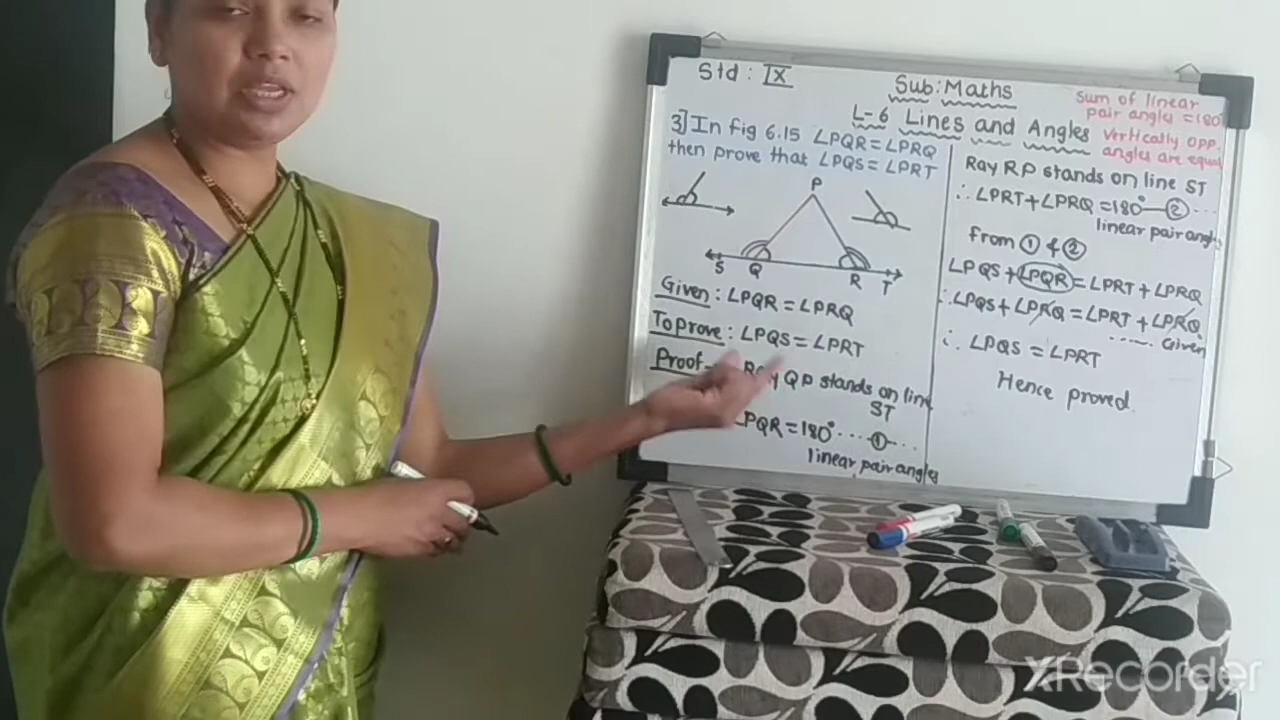 Std : IX
Sub: Maths
L-6 Lines and Angles
Sum of linear
pair angles = 180°
Vertically opp.
angles are equal
3] In fig 6.15 ∠PQR = ∠PRQ
then prove that ∠PQS = ∠PRT
P
S
Q
R
T
Given : ∠PQR = ∠PRQ
To prove : ∠PQS = ∠PRT
Proof - Ray QP stands on line
ST
∠PQR = 180° .... ① ...
linear pair angles
Ray RP stands on line ST
∴ ∠PRT + ∠PRQ = 180° — ② ...
linear pair angles
from ① & ②
∠PQS + ∠PQR = ∠PRT + ∠PRQ
∴ ∠PQS + ∠PRQ = ∠PRT + ∠PRQ
..... Given
∴ ∠PQS = ∠PRT
Hence proved.
XRecorder